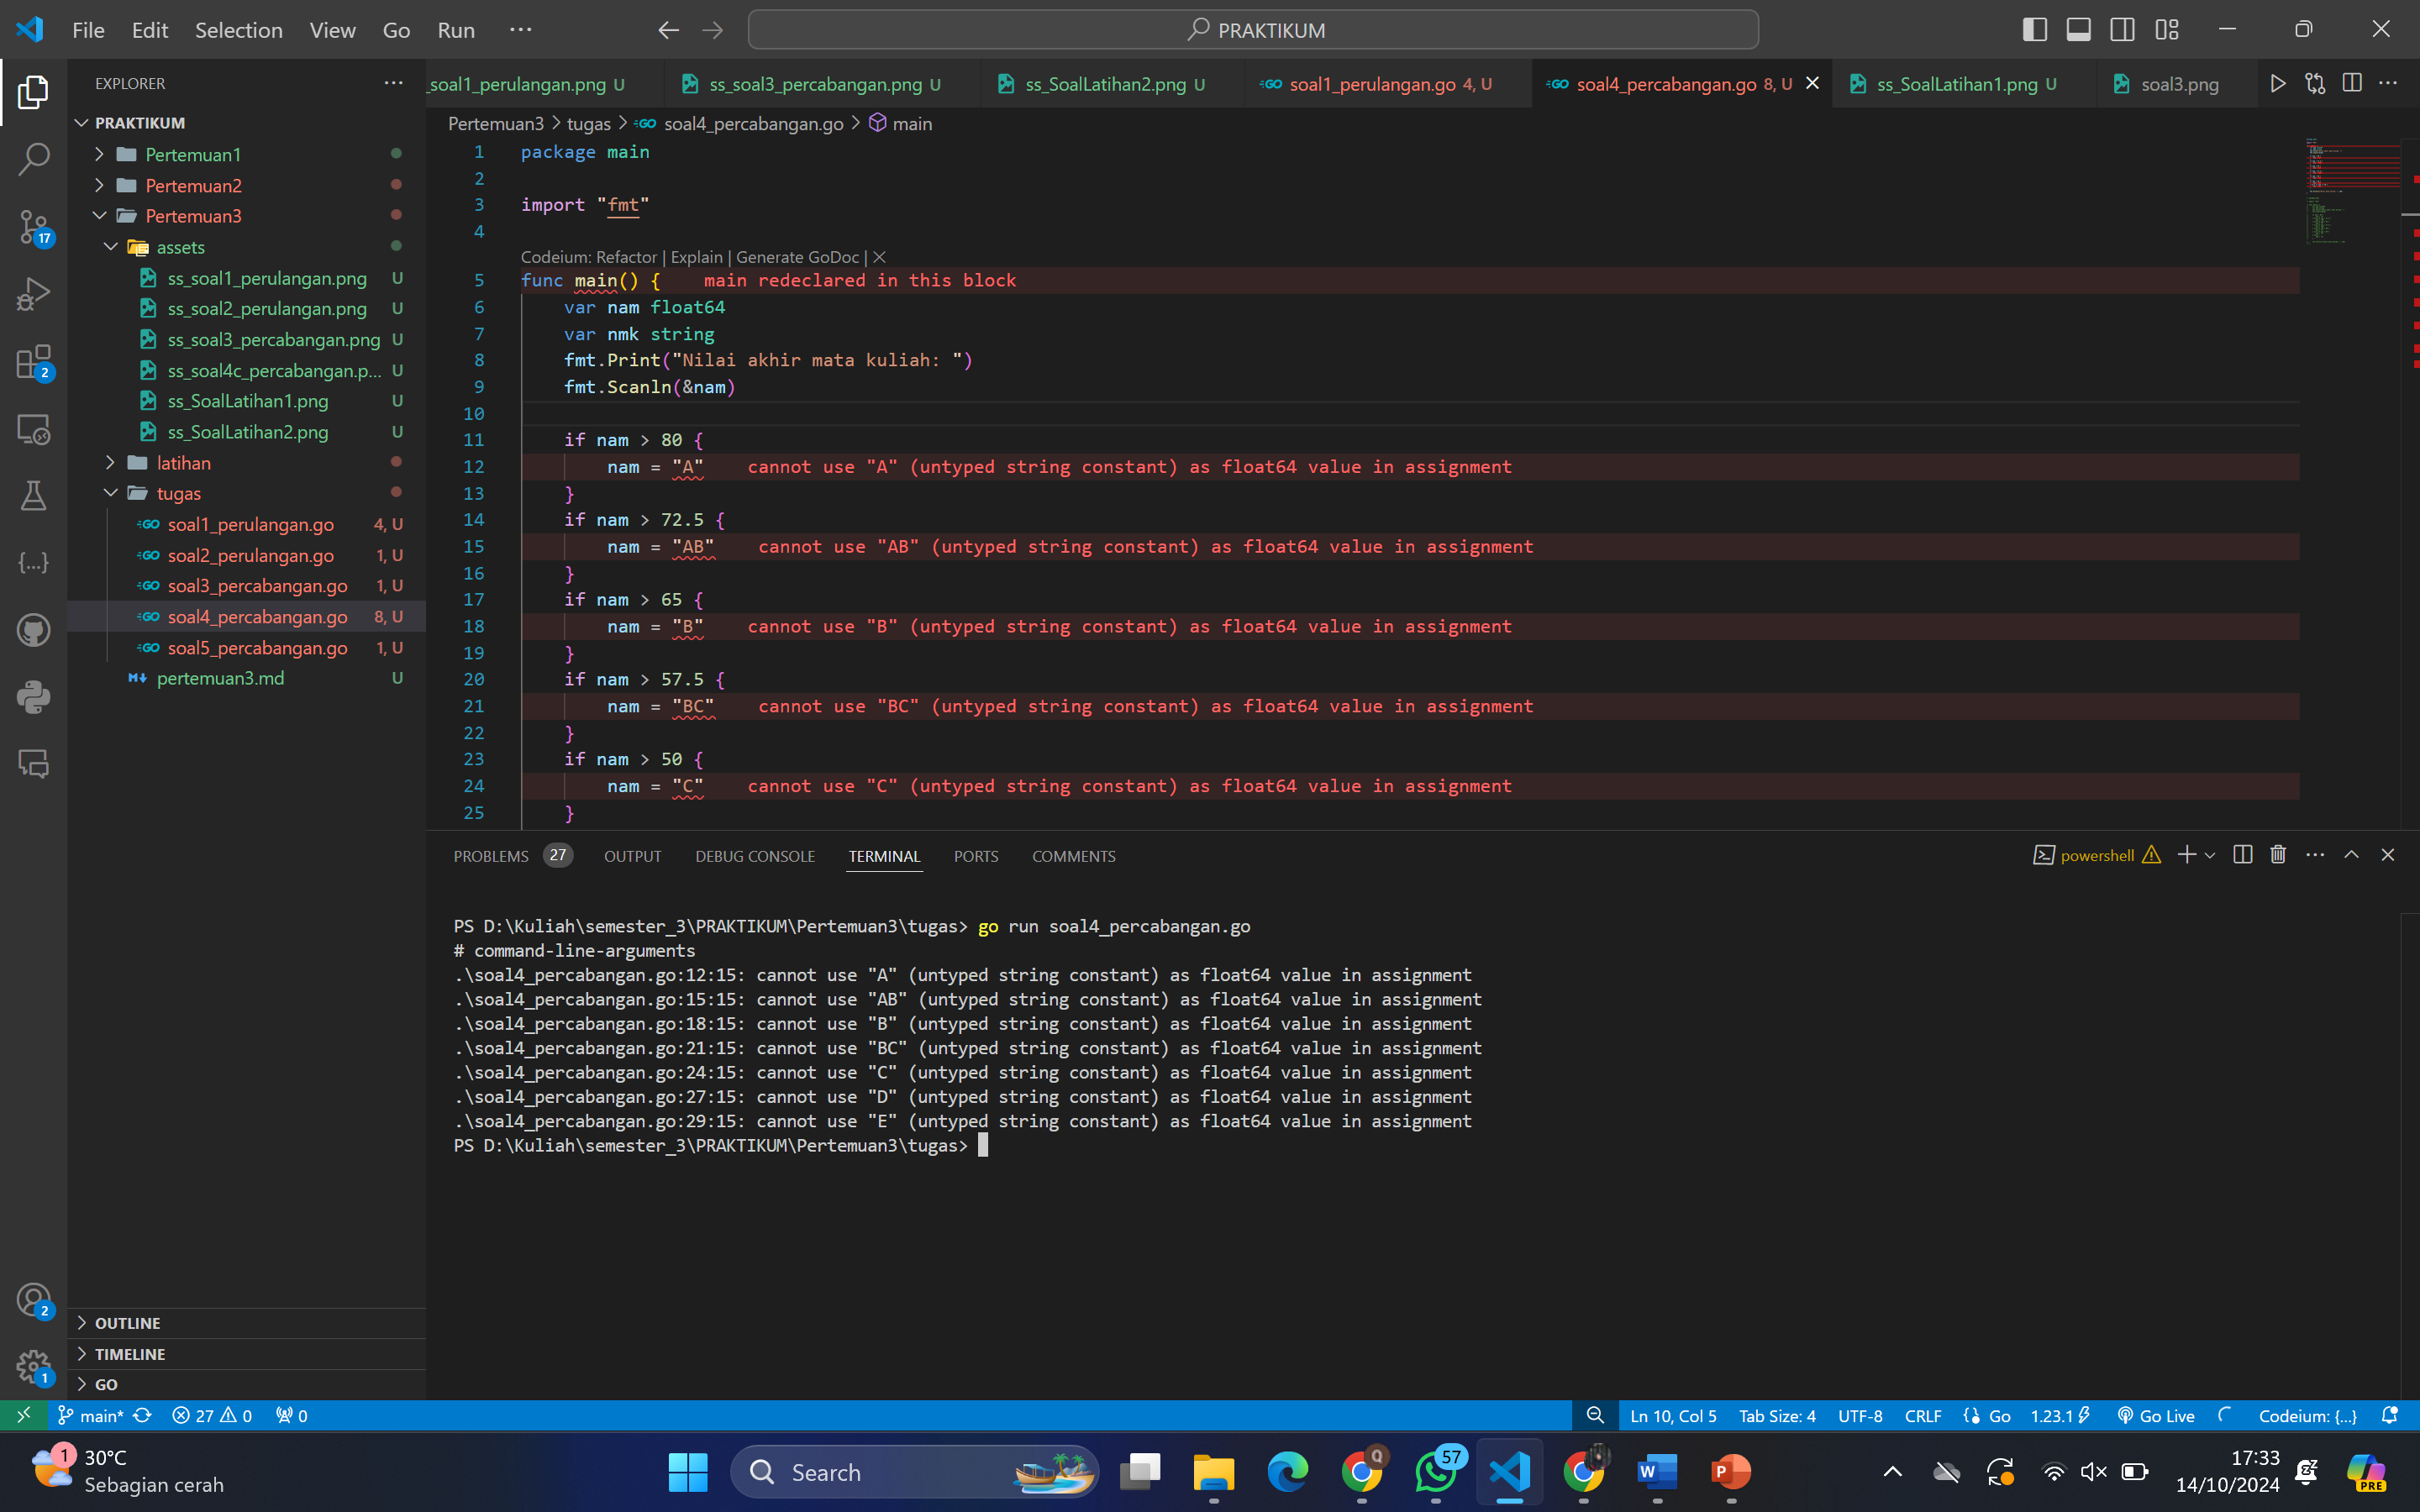 File Edit Selection View Go Run ··· PRAKTIKUM
EXPLORER ···
PRAKTIKUM
Pertemuan1
Pertemuan2
Pertemuan3
assets
ss_soal1_perulangan.png U
ss_soal2_perulangan.png U
ss_soal3_percabangan.png U
ss_soal4c_percabangan.p... U
ss_SoalLatihan1.png U
ss_SoalLatihan2.png U
latihan
tugas
soal1_perulangan.go 4, U
soal2_perulangan.go 1, U
soal3_percabangan.go 1, U
soal4_percabangan.go 8, U
soal5_percabangan.go 1, U
pertemuan3.md U
OUTLINE
TIMELINE
GO
17
2
2
1
_soal1_perulangan.png U ss_soal3_percabangan.png U ss_SoalLatihan2.png U soal1_perulangan.go 4, U soal4_percabangan.go 8, U ss_SoalLatihan1.png U soal3.png
Pertemuan3 > tugas > soal4_percabangan.go > main
1 package main
2
3 import "fmt"
4
Codeium: Refactor | Explain | Generate GoDoc | ×
5 func main() { main redeclared in this block
6 var nam float64
7 var nmk string
8 fmt.Print("Nilai akhir mata kuliah: ")
9 fmt.Scanln(&nam)
10
11 if nam > 80 {
12 nam = "A" cannot use "A" (untyped string constant) as float64 value in assignment
13 }
14 if nam > 72.5 {
15 nam = "AB" cannot use "AB" (untyped string constant) as float64 value in assignment
16 }
17 if nam > 65 {
18 nam = "B" cannot use "B" (untyped string constant) as float64 value in assignment
19 }
20 if nam > 57.5 {
21 nam = "BC" cannot use "BC" (untyped string constant) as float64 value in assignment
22 }
23 if nam > 50 {
24 nam = "C" cannot use "C" (untyped string constant) as float64 value in assignment
25 }
PROBLEMS 27 OUTPUT DEBUG CONSOLE TERMINAL PORTS COMMENTS powershell
PS D:\Kuliah\semester_3\PRAKTIKUM\Pertemuan3\tugas> go run soal4_percabangan.go
# command-line-arguments
.\soal4_percabangan.go:12:15: cannot use "A" (untyped string constant) as float64 value in assignment
.\soal4_percabangan.go:15:15: cannot use "AB" (untyped string constant) as float64 value in assignment
.\soal4_percabangan.go:18:15: cannot use "B" (untyped string constant) as float64 value in assignment
.\soal4_percabangan.go:21:15: cannot use "BC" (untyped string constant) as float64 value in assignment
.\soal4_percabangan.go:24:15: cannot use "C" (untyped string constant) as float64 value in assignment
.\soal4_percabangan.go:27:15: cannot use "D" (untyped string constant) as float64 value in assignment
.\soal4_percabangan.go:29:15: cannot use "E" (untyped string constant) as float64 value in assignment
PS D:\Kuliah\semester_3\PRAKTIKUM\Pertemuan3\tugas>
main* 27 0 0 Ln 10, Col 5 Tab Size: 4 UTF-8 CRLF Go 1.23.1 Go Live Codeium: {...}
1 30°C
Sebagian cerah
Search
Q
57
W
P
17:33
14/10/2024
PRE